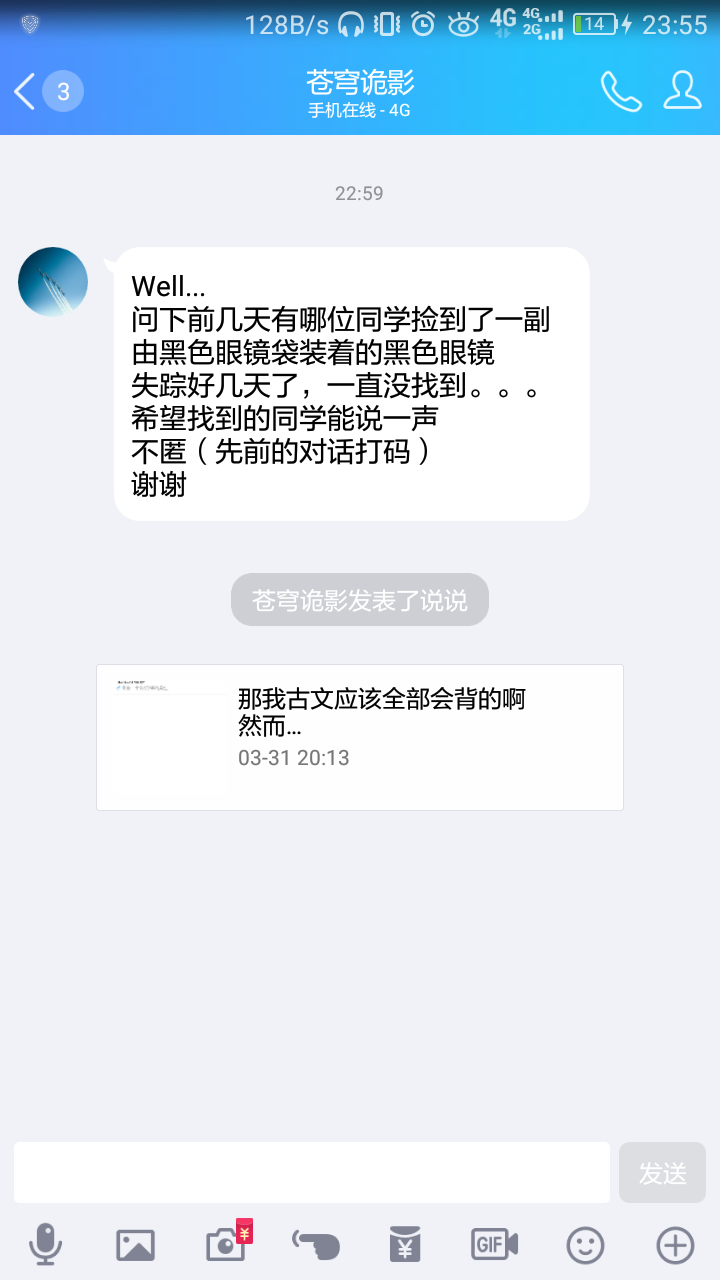 128B/s 4G 4G 2G 14 23:55
3
苍穹诡影
手机在线 - 4G
22:59
Well...
问下前几天有哪位同学捡到了一副
由黑色眼镜袋装着的黑色眼镜
失踪好几天了，一直没找到。。。
希望找到的同学能说一声
不匿（先前的对话打码）
谢谢
苍穹诡影发表了说说
那我古文应该全部会背的啊
然而...
03-31 20:13
发送
¥
¥
GIF